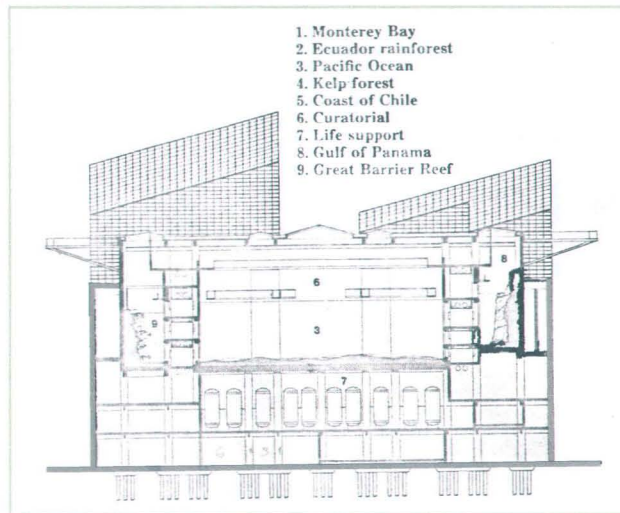 1. Monterey Bay
2. Ecuador rainforest
3. Pacific Ocean
4. Kelp forest
5. Coast of Chile
6. Curatorial
7. Life support
8. Gulf of Panama
9. Great Barrier Reef
8
6
9
3
7